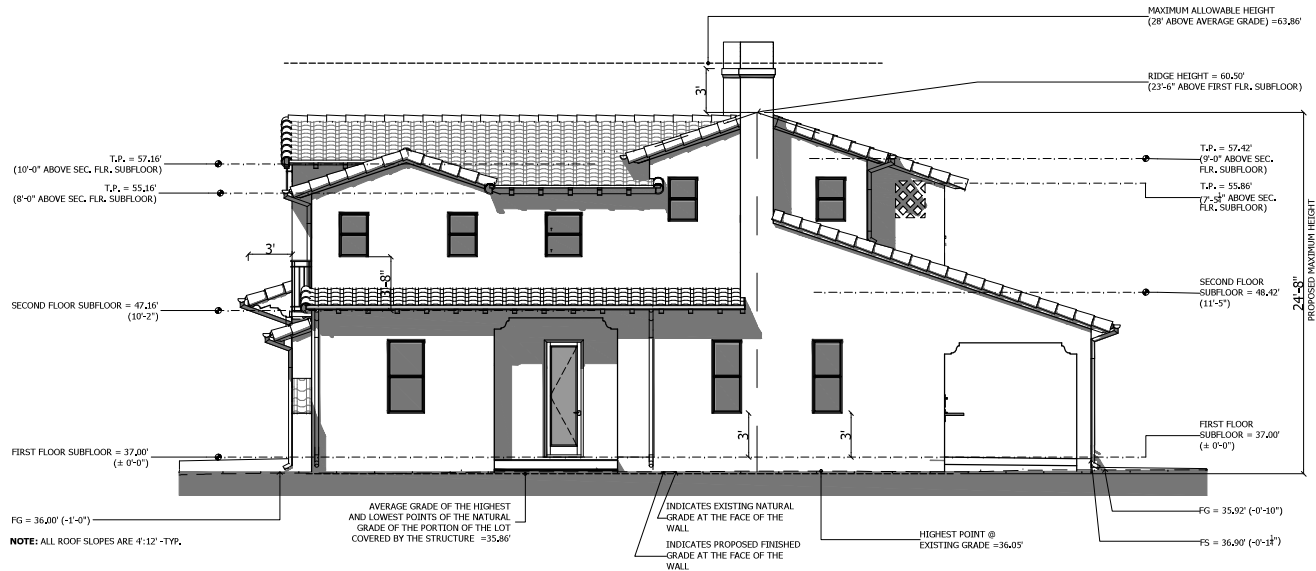 MAXIMUM ALLOWABLE HEIGHT
(28' ABOVE AVERAGE GRADE) =63.86'
RIDGE HEIGHT = 60.50'
(23'-6" ABOVE FIRST FLR. SUBFLOOR)
3'
T.P. = 57.16'
(10'-0" ABOVE SEC. FLR. SUBFLOOR)
T.P. = 55.16'
(8'-0" ABOVE SEC. FLR. SUBFLOOR)
T.P. = 57.42'
(9'-0" ABOVE SEC.
FLR. SUBFLOOR)
T.P. = 55.86'
ABOVE SEC.
FLR. SUBFLOOR)
3'
3'-8"
SECOND FLOOR SUBFLOOR = 47.16'
(10'-2")
SECOND FLOOR
SUBFLOOR = 48.42'
(11'-5")
24'-8"
PROPOSED MAXIMUM HEIGHT
3'
3'
FIRST FLOOR SUBFLOOR = 37.00'
(± 0'-0")
FIRST FLOOR
SUBFLOOR = 37.00'
(± 0'-0")
FG = 36.00' (-1'-0")
NOTE: ALL ROOF SLOPES ARE 4':12' -TYP.
AVERAGE GRADE OF THE HIGHEST
AND LOWEST POINTS OF THE NATURAL
GRADE OF THE PORTION OF THE LOT
COVERED BY THE STRUCTURE =35.86'
INDICATES EXISTING NATURAL
GRADE AT THE FACE OF THE
WALL
INDICATES PROPOSED FINISHED
GRADE AT THE FACE OF THE
WALL
HIGHEST POINT @
EXISTING GRADE =36.05'
FG = 35.92' (-0'-10")
FS = 36.90'